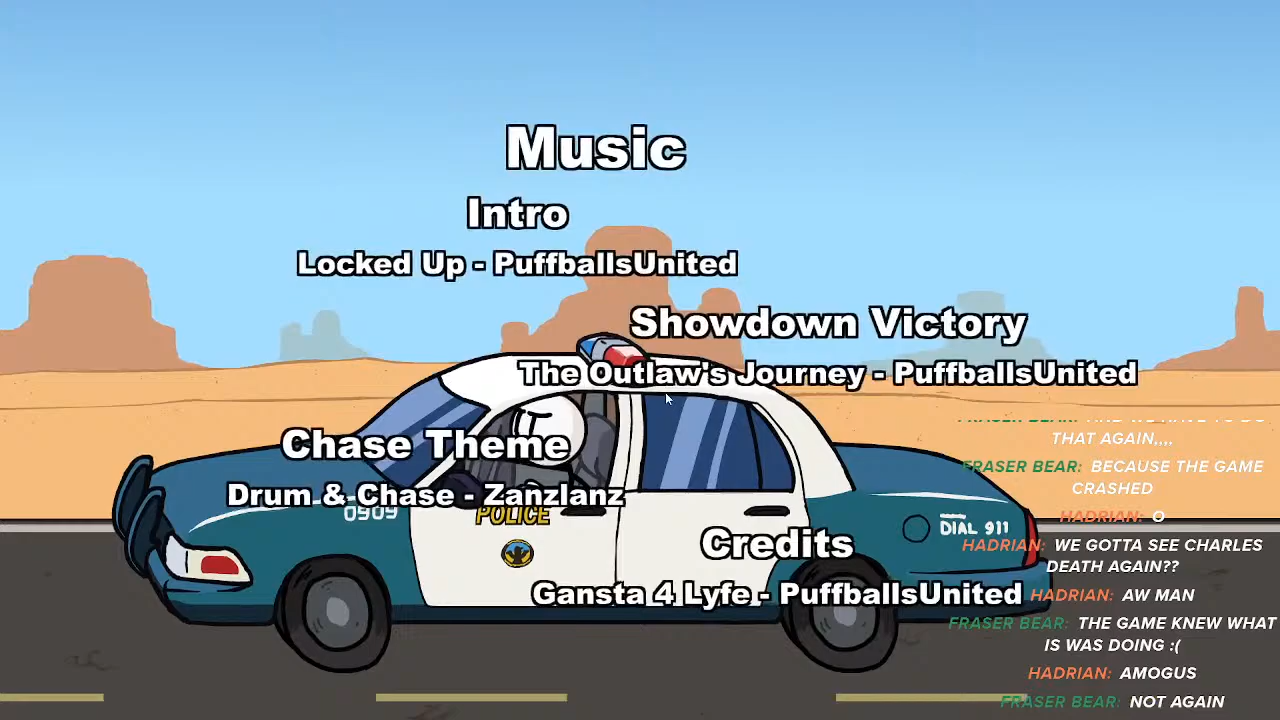 Music
Intro
Locked Up - PuffballsUnited
Showdown Victory
The Outlaw's Journey - PuffballsUnited
Chase Theme
Drum & Chase - Zanzlanz
0909
POLICE
DIAL 911
Credits
Gansta 4 Lyfe - PuffballsUnited
THAT AGAIN,,,,
FRASER BEAR: BECAUSE THE GAME
CRASHED
HADRIAN: O
HADRIAN: WE GOTTA SEE CHARLES
DEATH AGAIN??
HADRIAN: AW MAN
FRASER BEAR: THE GAME KNEW WHAT
IS WAS DOING :(
HADRIAN: AMOGUS
FRASER BEAR: NOT AGAIN